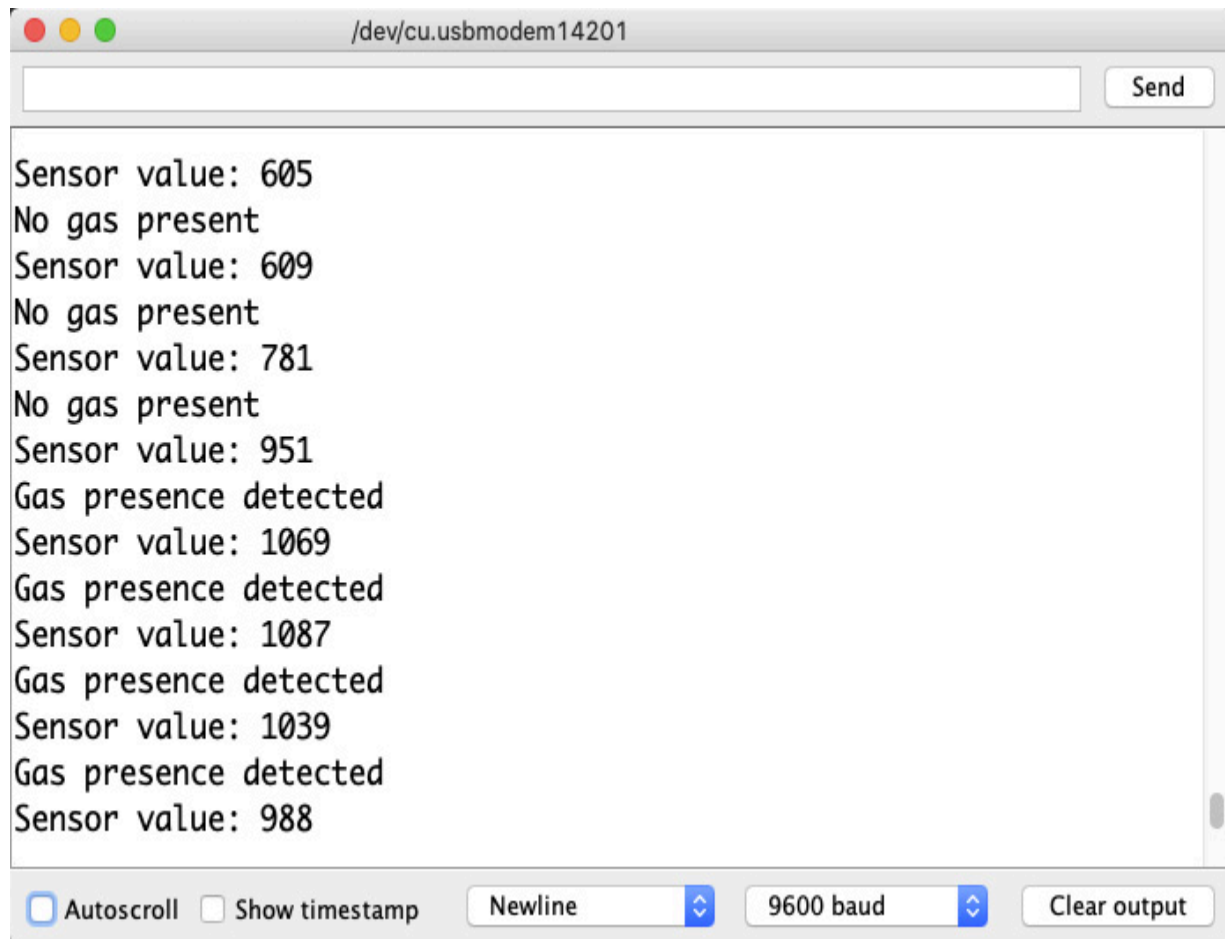 /dev/cu.usbmodem14201
Send
Sensor value: 605
No gas present
Sensor value: 609
No gas present
Sensor value: 781
No gas present
Sensor value: 951
Gas presence detected
Sensor value: 1069
Gas presence detected
Sensor value: 1087
Gas presence detected
Sensor value: 1039
Gas presence detected
Sensor value: 988
Autoscroll Show timestamp Newline 9600 baud Clear output